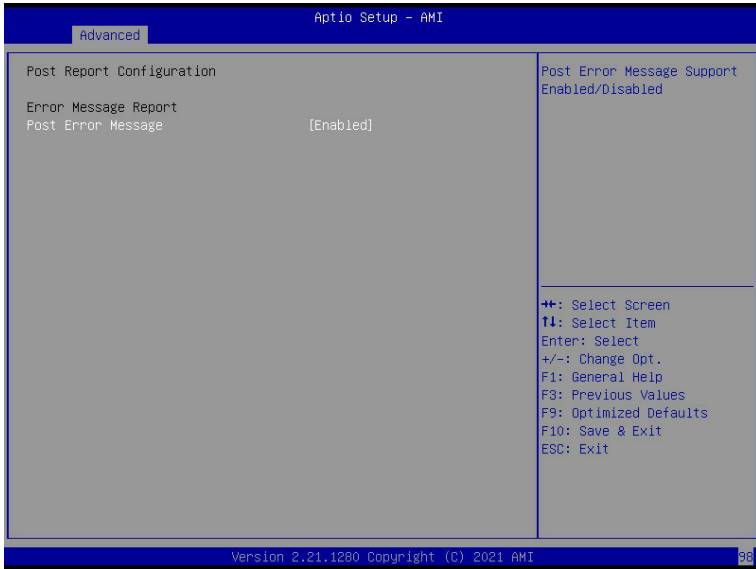 Aptio Setup - AMI
Advanced
Post Report Configuration
Error Message Report
Post Error Message [Enabled]
Post Error Message Support
Enabled/Disabled
→←: Select Screen
↑↓: Select Item
Enter: Select
+/-: Change Opt.
F1: General Help
F3: Previous Values
F9: Optimized Defaults
F10: Save & Exit
ESC: Exit
Version 2.21.1280 Copyright (C) 2021 AMI
98